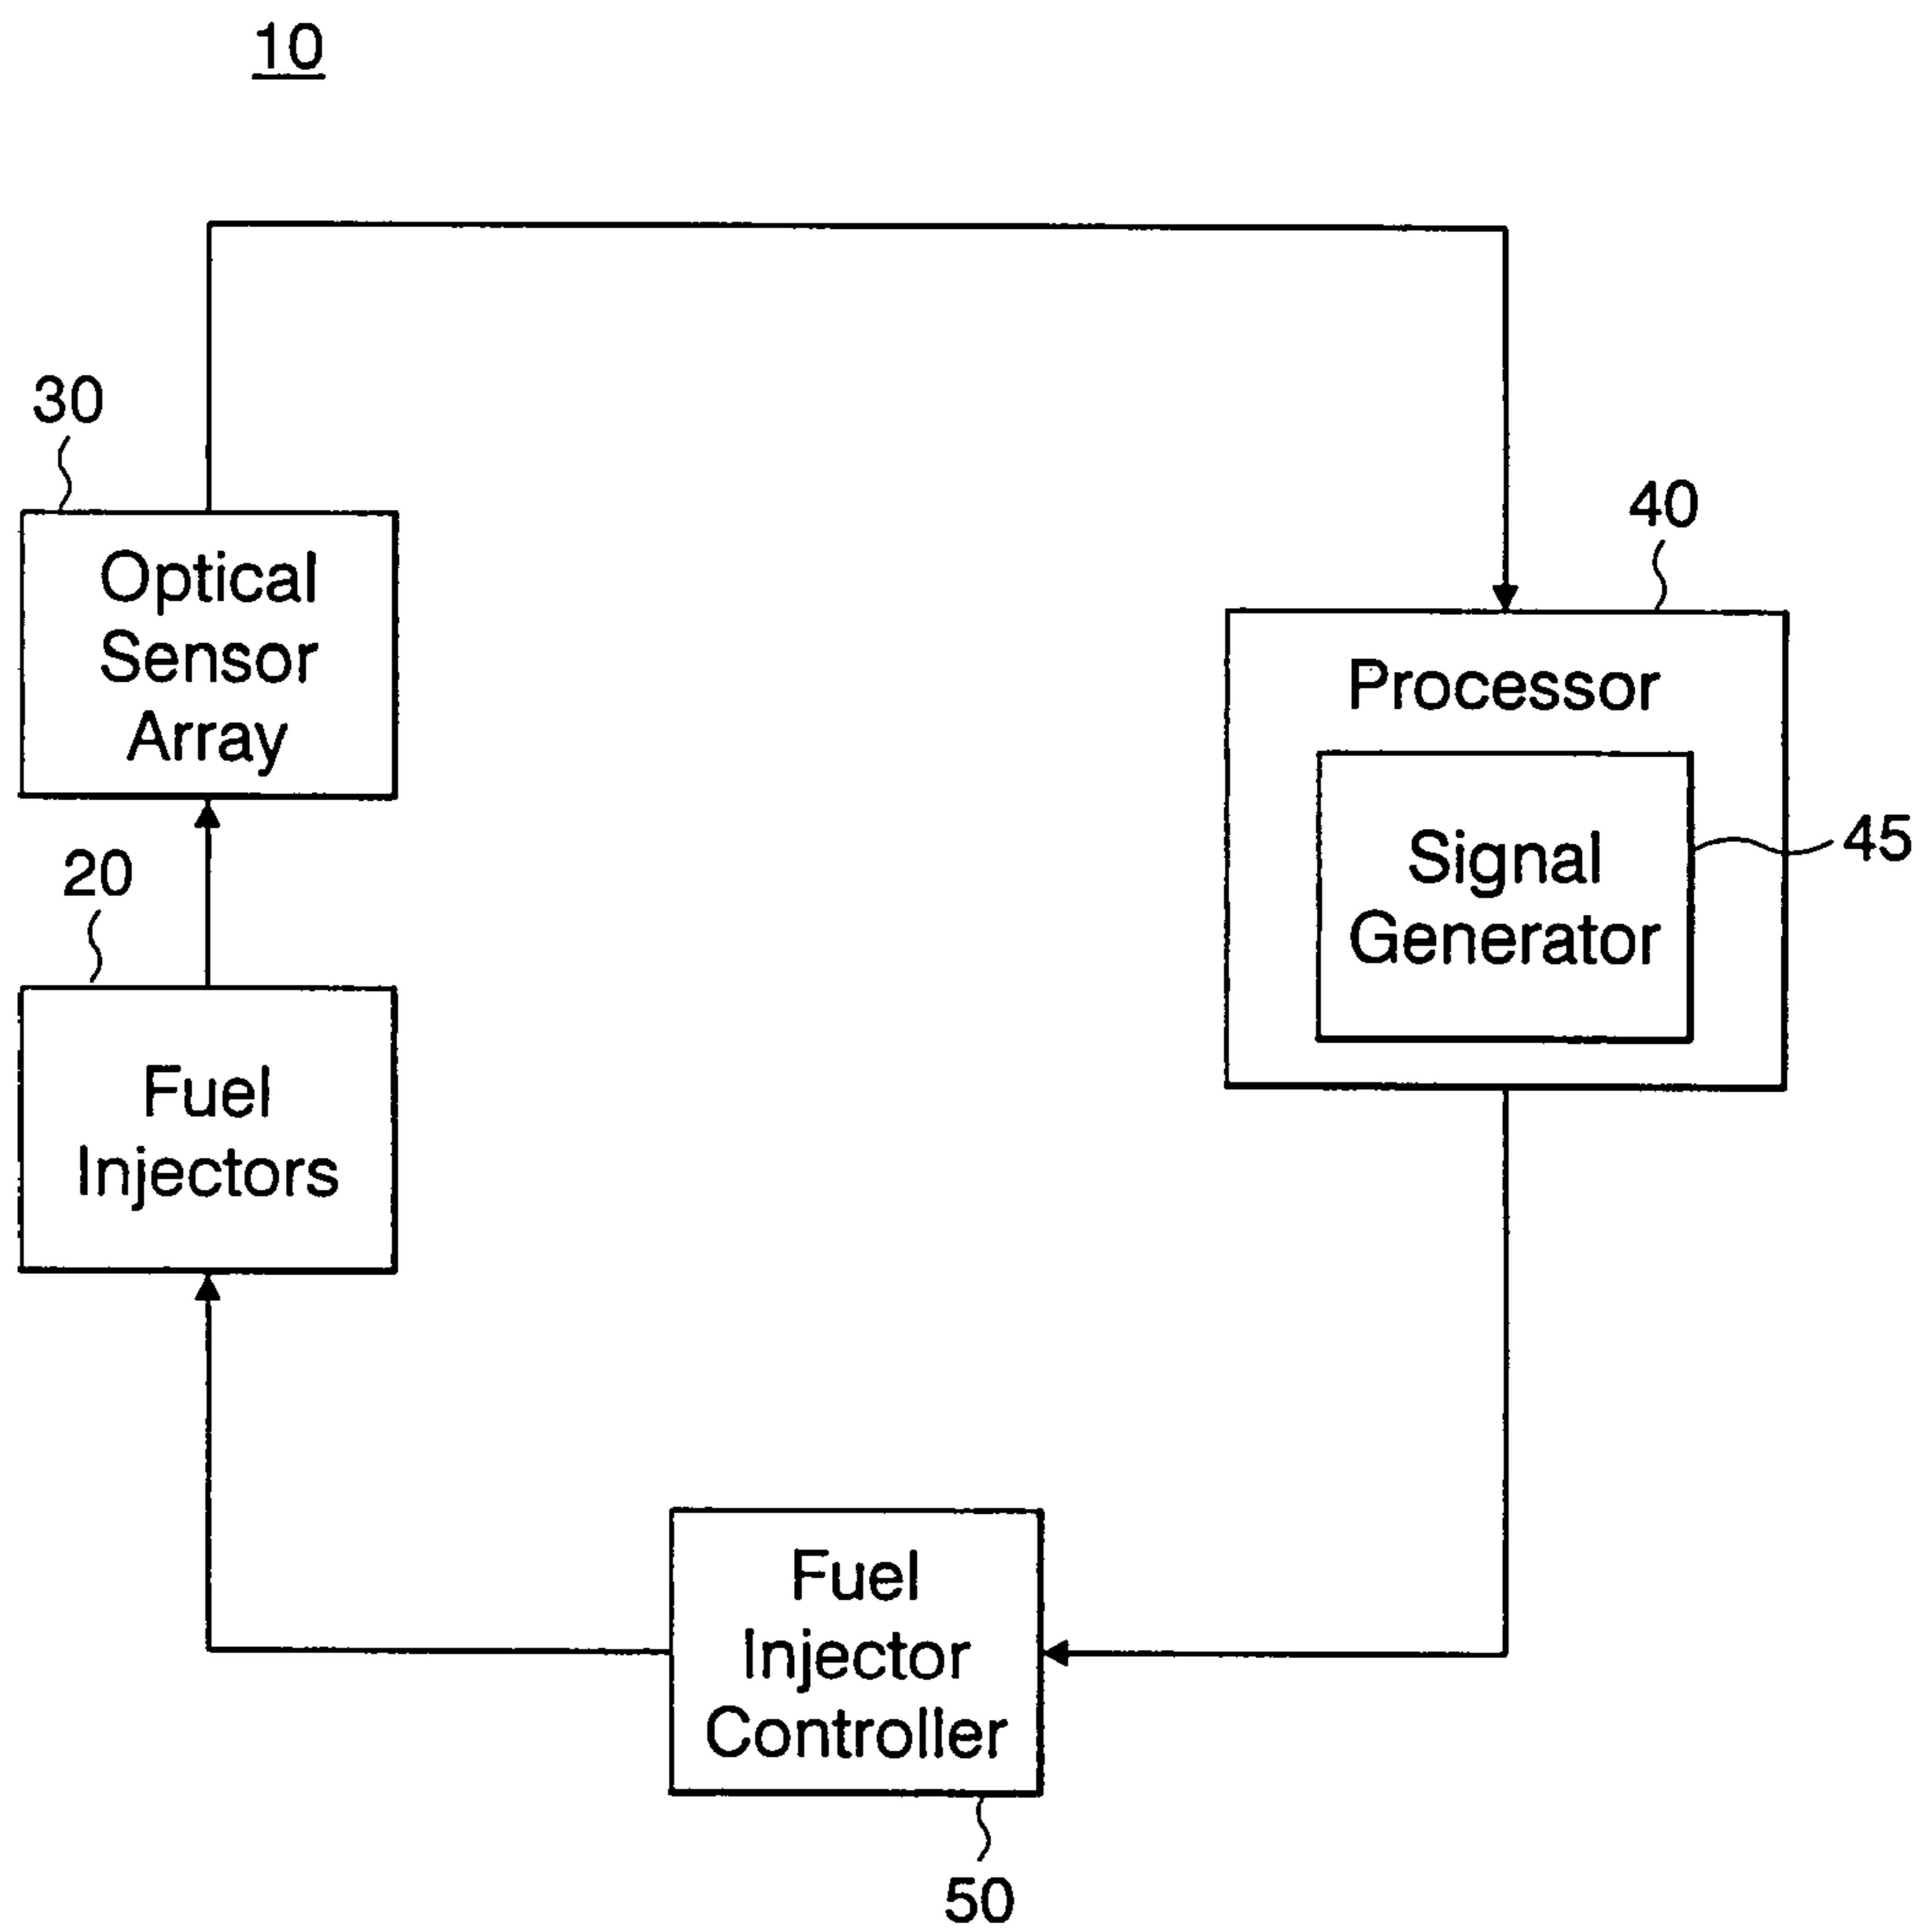 10
30
Optical
Sensor
Array
40
Processor
Signal
Generator
45
20
Fuel
Injectors
Fuel
Injector
Controller
50